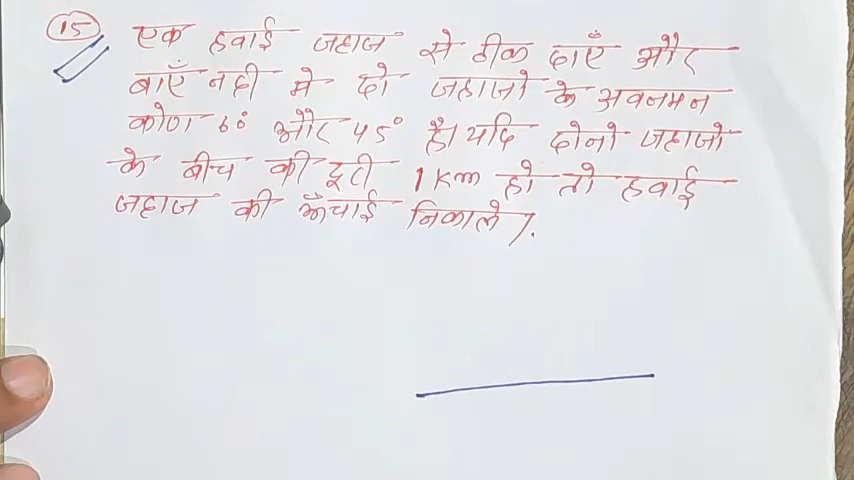 15
एक हवाई जहाज से ठीक दाएँ और
बाएँ नदी मे दो जहाजो के अवनमन
कोण 60° और 45° है। यदि दोनो जहाजो
के बीच की दूरी 1 Km हो तो हवाई
जहाज की ऊँचाई निकाले।.